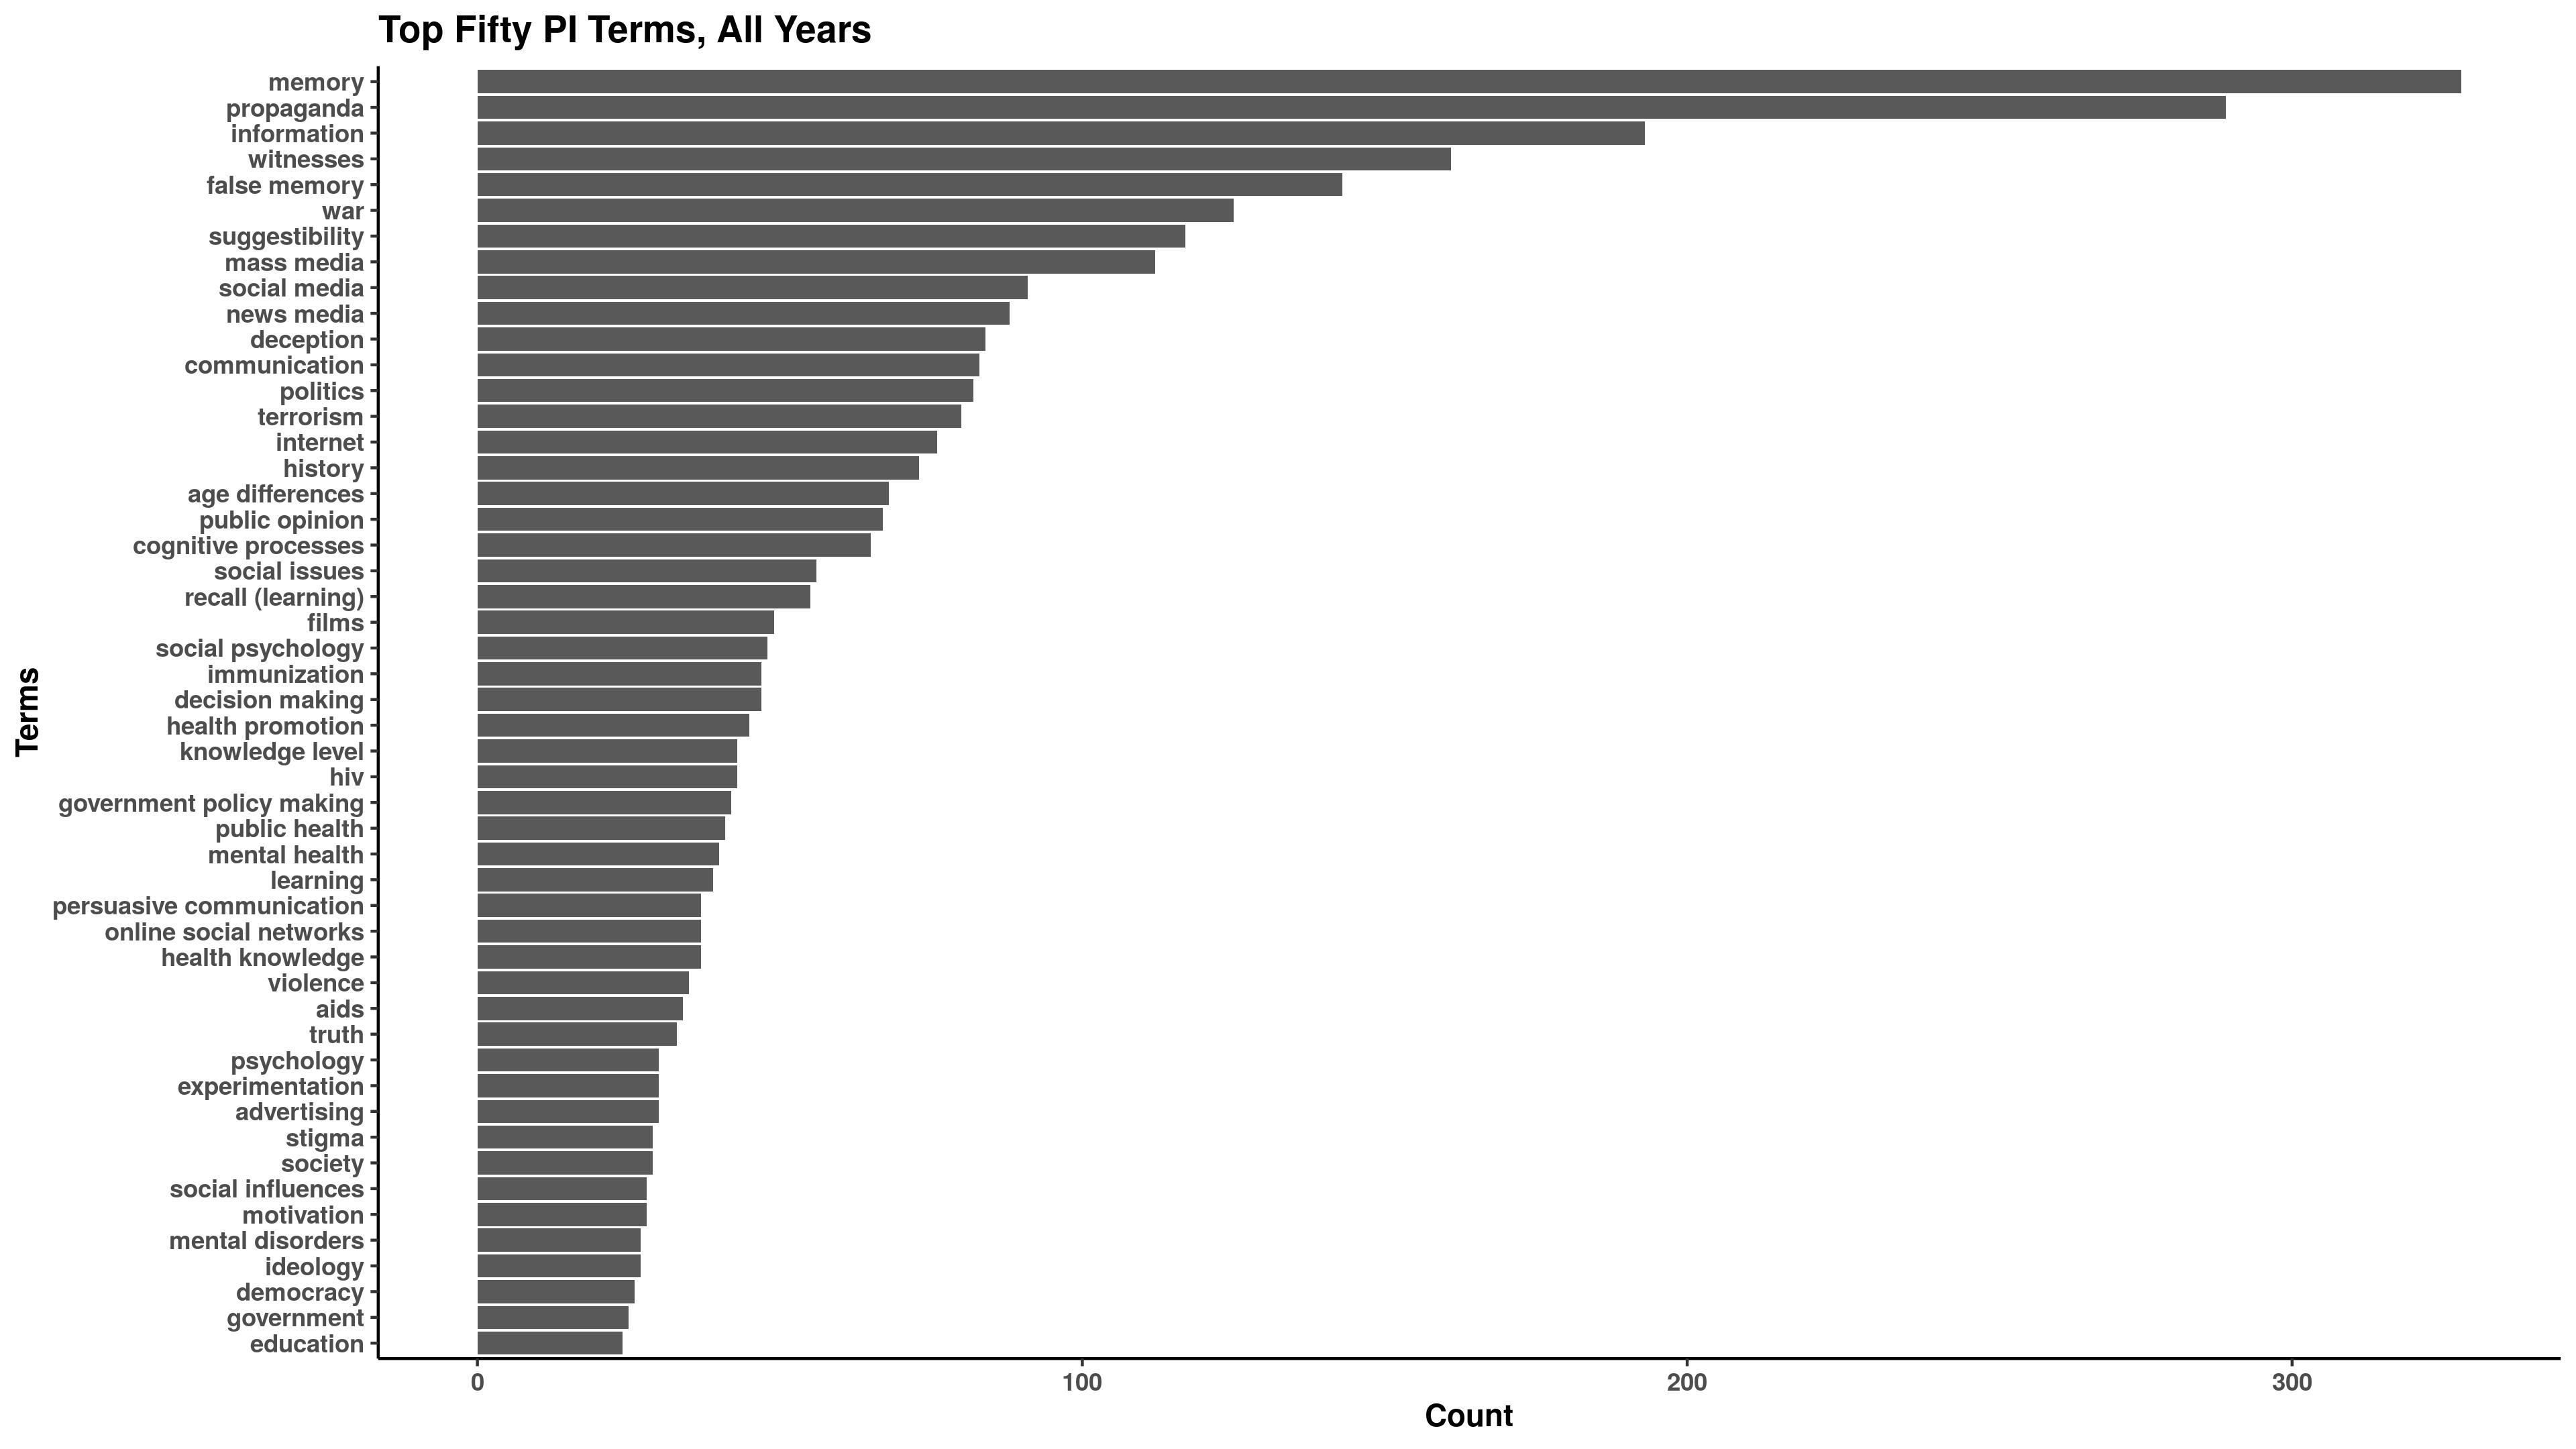 Top Fifty PI Terms, All Years
memory
propaganda
information
witnesses
false memory
war
suggestibility
mass media
social media
news media
deception
communication
politics
terrorism
internet
history
age differences
public opinion
cognitive processes
social issues
recall (learning)
films
social psychology
immunization
decision making
health promotion
knowledge level
hiv
government policy making
public health
mental health
learning
persuasive communication
online social networks
health knowledge
violence
aids
truth
psychology
experimentation
advertising
stigma
society
social influences
motivation
mental disorders
ideology
democracy
government
education
Terms
0 100 200 300
Count